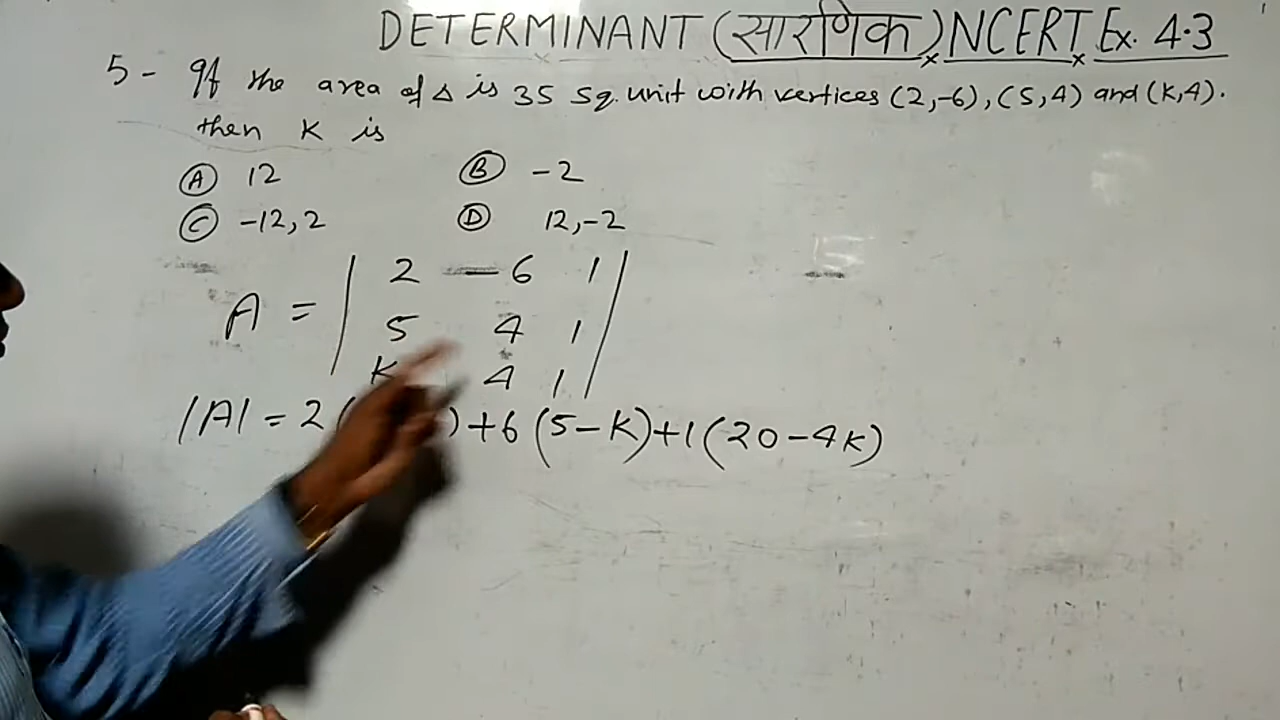 DETERMINANT (सारणिक) NCERT Ex. 4.3
5- If the area of Δ is 35 Sq. unit with vertices (2,-6), (5,4) and (K,4).
then K is
Ⓐ 12 Ⓑ -2
Ⓒ -12,2 Ⓓ 12,-2
2 -6 1
A = 5 4 1
K 4 1
|A| = 2( ) +6(5-K)+1(20-4K)